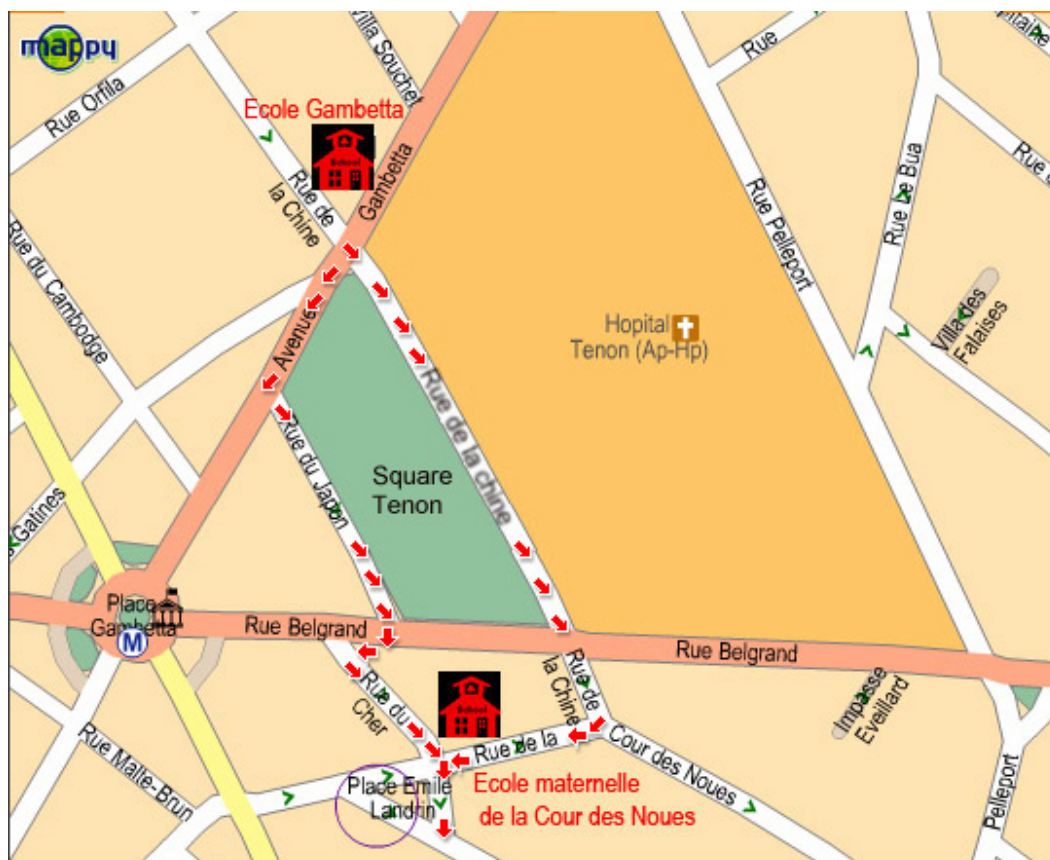 mappy
Rue Orfila
Villa Souchet
Ecole Gambetta
School
Rue de
la Chine
Gambetta
Avenue
Rue
Rue Pelleport
Rue Le Bua
Villa des
Falaises
Rue du Cambodge
Hopital
Tenon (Ap-Hp)
Rue de la chine
Square
Tenon
Rue du Japon
Gatines
Place
Gambetta
M
Rue Belgrand
Rue Belgrand
Rue du
Cher
School
Rue de
la Chine
Impasse
Eveillard
Rue de la
Cour des Noues
Rue Malte-Brun
Place Emile
Landrin
Ecole maternelle
de la Cour des Noues
Pelleport